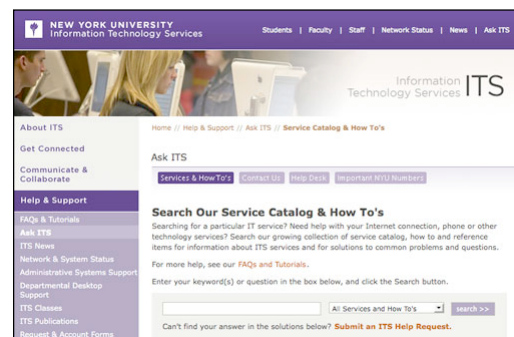 NEW YORK UNIVERSITY
Information Technology Services
Students | Faculty | Staff | Network Status | News | Ask ITS
Information
Technology Services ITS
About ITS
Get Connected
Communicate &
Collaborate
Help & Support
FAQs & Tutorials
Ask ITS
ITS News
Network & System Status
Administrative Systems Support
Departmental Desktop
Support
ITS Classes
ITS Publications
Request & Account Forms
Home // Help & Support // Ask ITS // Service Catalog & How To's
Ask ITS
Services & HowTo's Contact Us Help Desk Important NYU Numbers
Search Our Service Catalog & How To's
Searching for a particular IT service? Need help with your Internet connection, phone or other
technology services? Search our growing collection of service catalog, how to and reference
items for information about ITS services and for solutions to common problems and questions.
For more help, see our FAQs and Tutorials.
Enter your keyword(s) or question in the box below, and click the Search button.
All Services and How To's search >>
Can't find your answer in the solutions below? Submit an ITS Help Request.